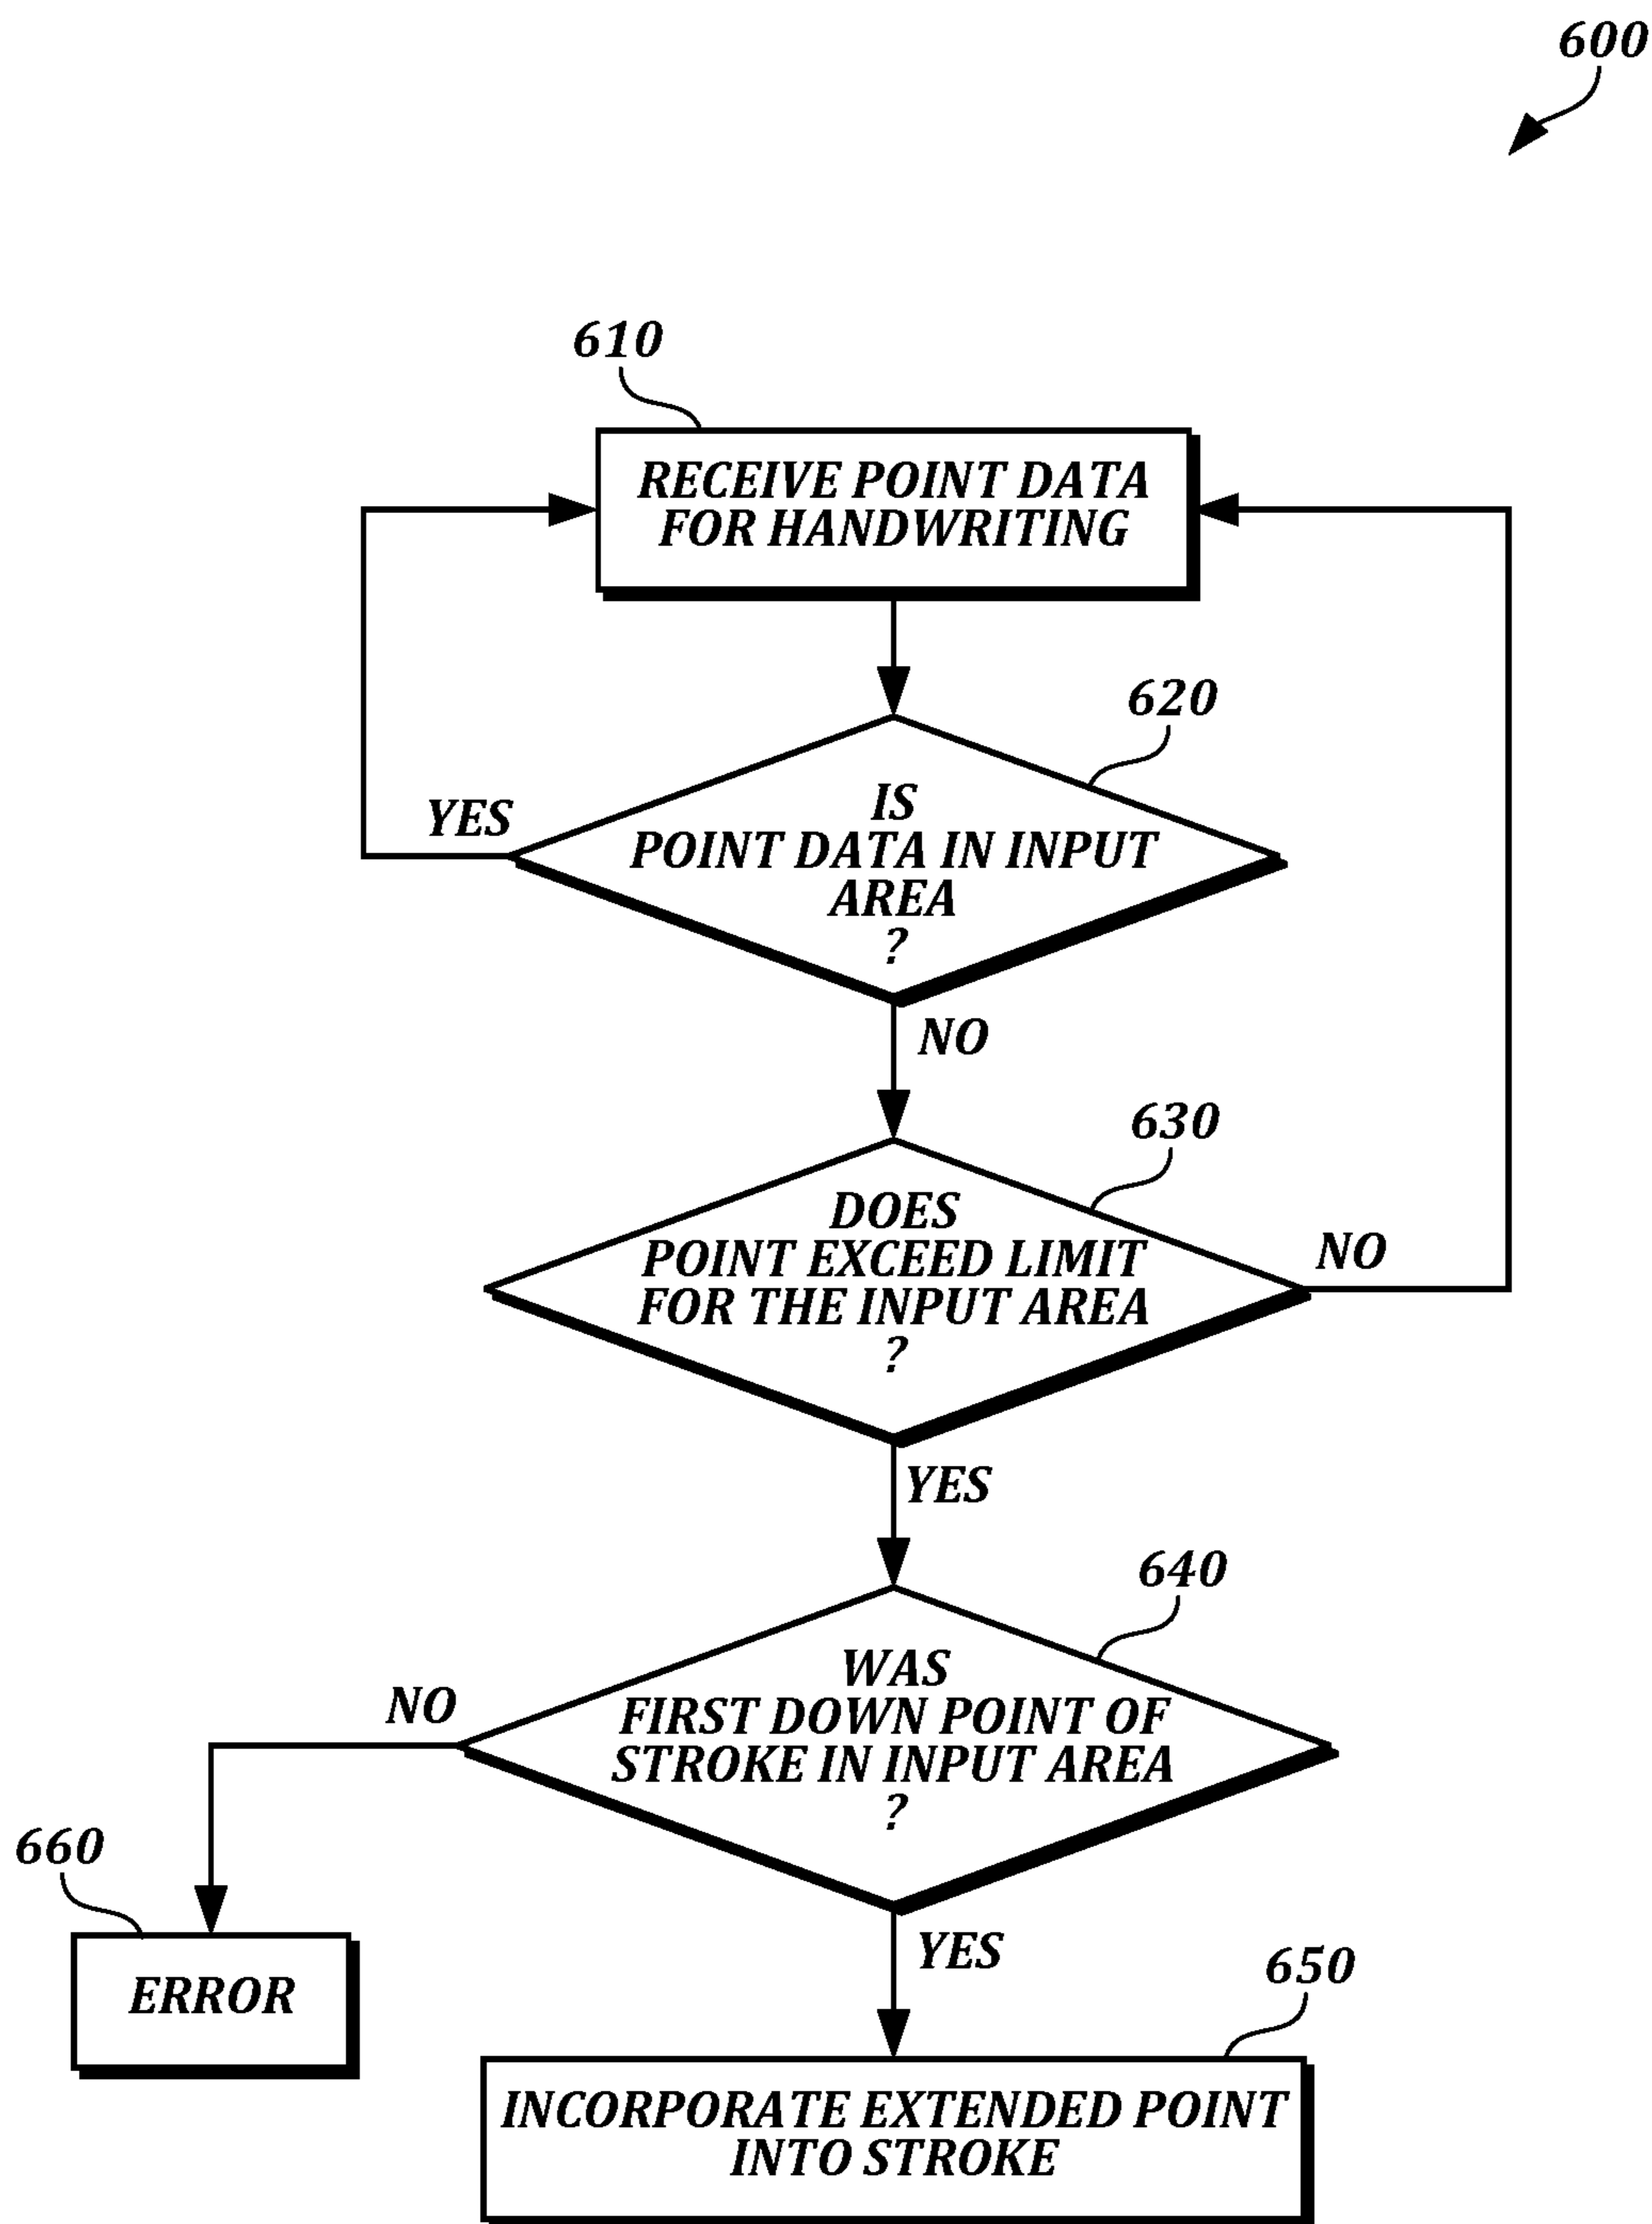 600
610
RECEIVE POINT DATA
FOR HANDWRITING
620
IS
POINT DATA IN INPUT
AREA
?
YES
NO
630
DOES
POINT EXCEED LIMIT
FOR THE INPUT AREA
?
NO
YES
640
WAS
FIRST DOWN POINT OF
STROKE IN INPUT AREA
?
NO
660
ERROR
YES
650
INCORPORATE EXTENDED POINT
INTO STROKE